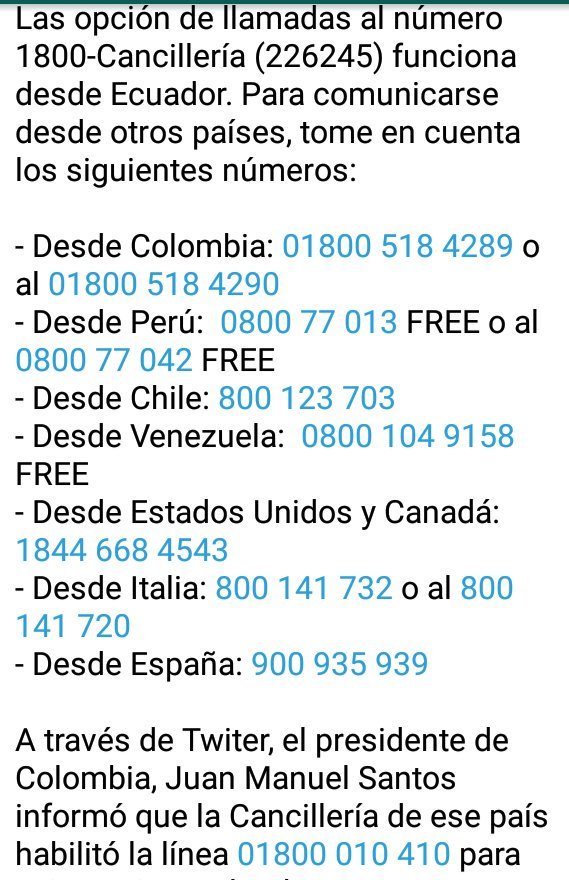 Las opción de llamadas al número
1800-Cancillería (226245) funciona
desde Ecuador. Para comunicarse
desde otros países, tome en cuenta
los siguientes números:
- Desde Colombia: 01800 518 4289 o
al 01800 518 4290
- Desde Perú:  0800 77 013 FREE o al
0800 77 042 FREE
- Desde Chile: 800 123 703
- Desde Venezuela:  0800 104 9158
FREE
- Desde Estados Unidos y Canadá:
1844 668 4543
- Desde Italia: 800 141 732 o al 800
141 720
- Desde España: 900 935 939
A través de Twiter, el presidente de
Colombia, Juan Manuel Santos
informó que la Cancillería de ese país
habilitó la línea 01800 010 410 para